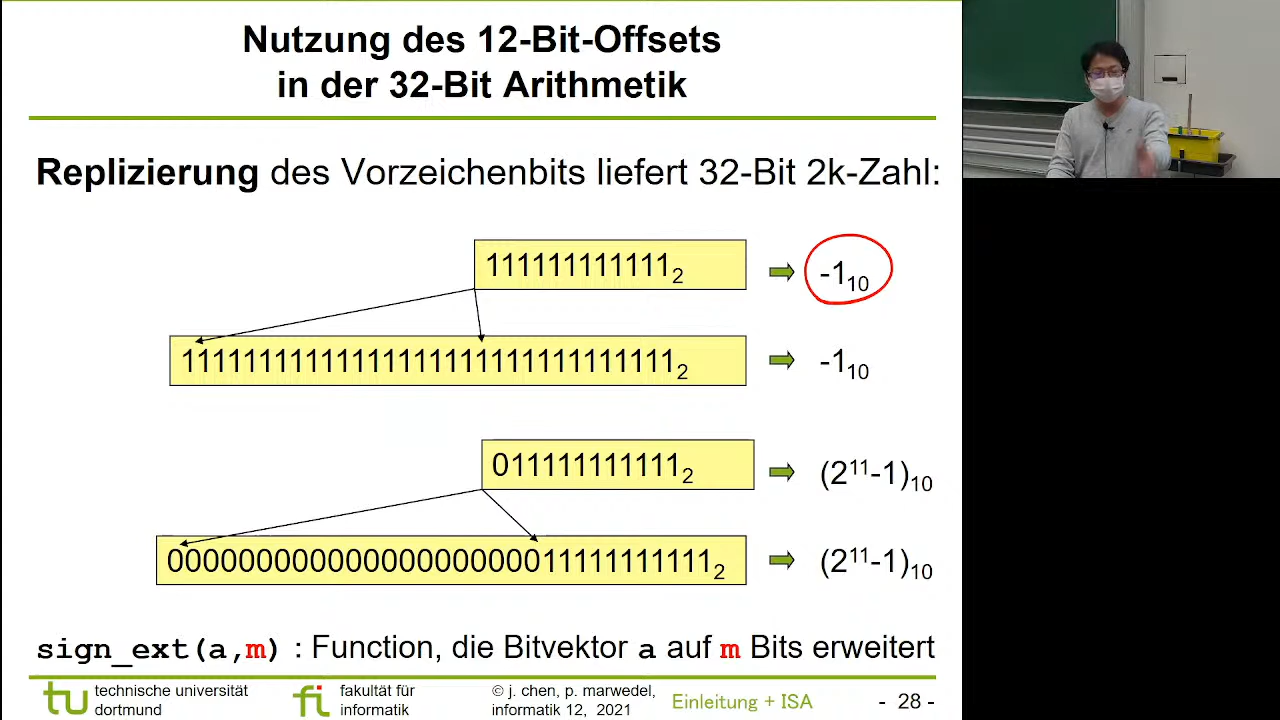 Nutzung des 12-Bit-Offsets
in der 32-Bit Arithmetik
Replizierung des Vorzeichenbits liefert 32-Bit 2k-Zahl:
111111111111₂ -1₁₀
11111111111111111111111111111111₂ -1₁₀
011111111111₂ (2¹¹-1)₁₀
00000000000000000000011111111111₂ (2¹¹-1)₁₀
sign_ext(a,m) : Function, die Bitvektor a auf m Bits erweitert
tu technische universität
dortmund
fi fakultät für
informatik
© j. chen, p. marwedel,
informatik 12, 2021
Einleitung + ISA
- 28 -